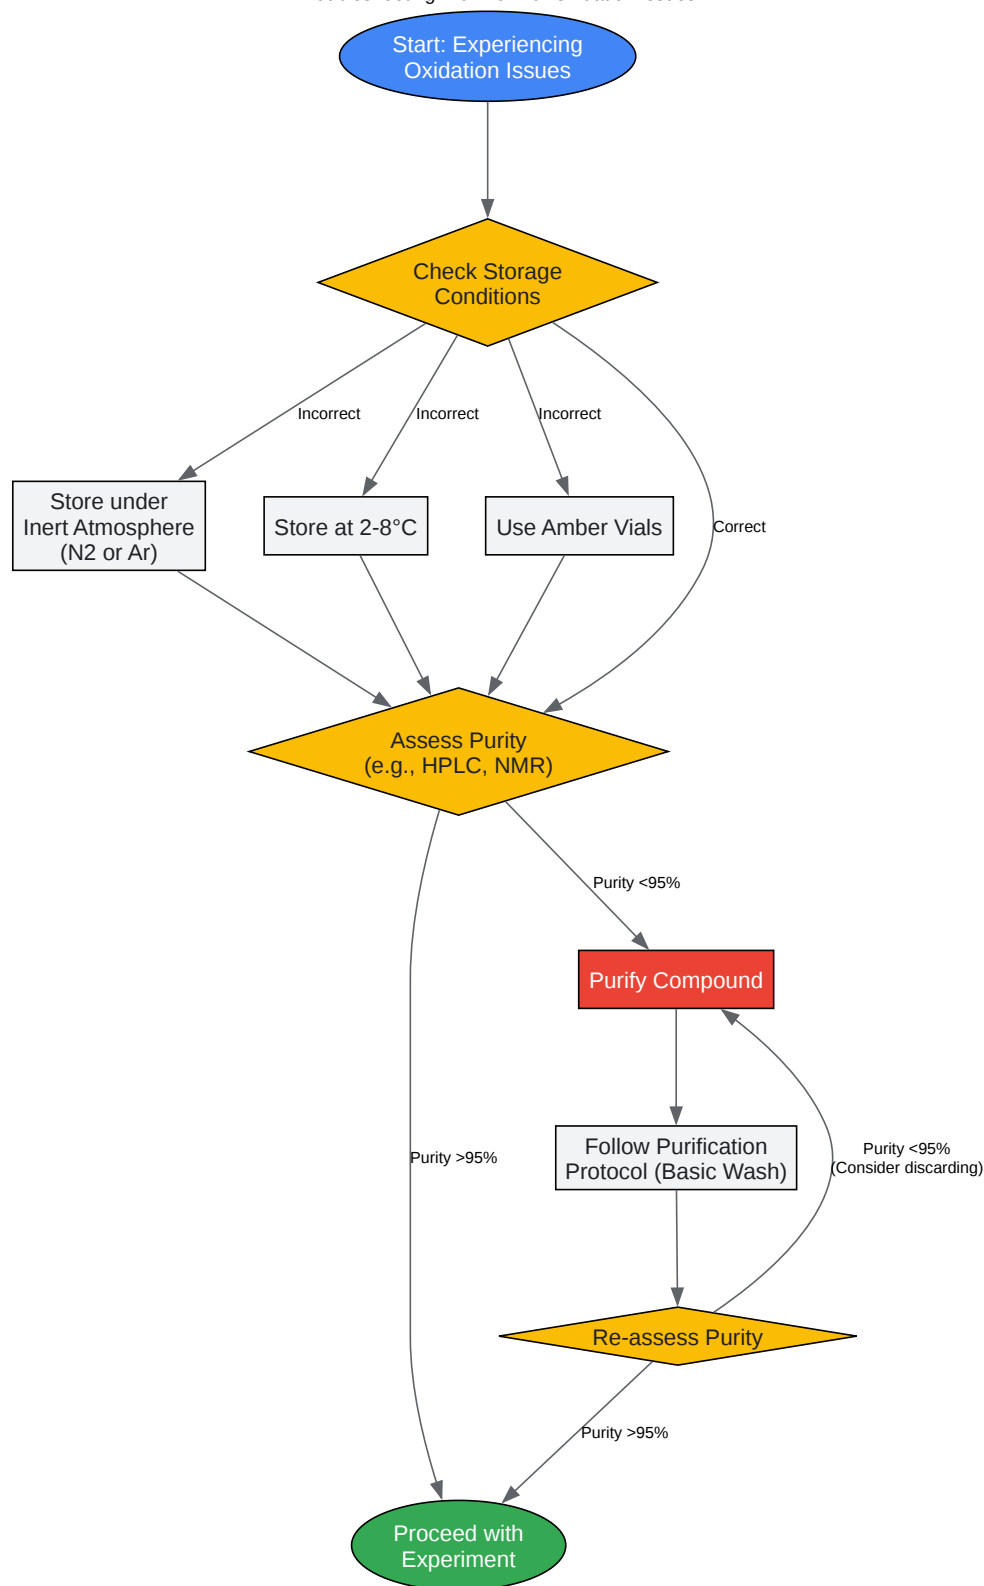 Start: Experiencing
Oxidation Issues
Check Storage
Conditions
Incorrect
Incorrect
Incorrect
Store under
Inert Atmosphere
(N2 or Ar)
Store at 2-8°C
Use Amber Vials
Correct
Assess Purity
(e.g., HPLC, NMR)
Purity <95%
Purify Compound
Purity >95%
Follow Purification
Protocol (Basic Wash)
Purity <95%
(Consider discarding)
Re-assess Purity
Purity >95%
Proceed with
Experiment